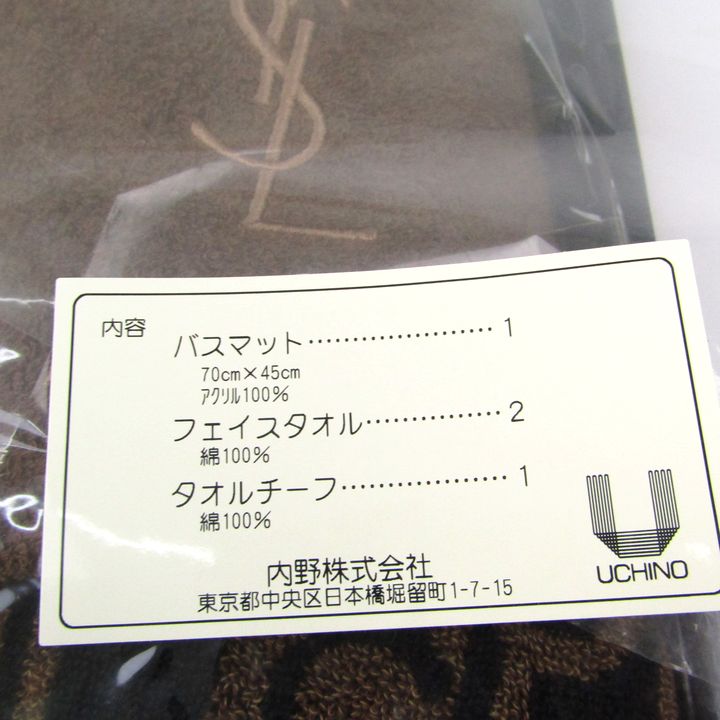 YSL
内容
バスマット…………………1
70cm×45cm
アクリル100%
フェイスタオル……………2
綿100%
タオルチーフ………………1
綿100%
内野株式会社
東京都中央区日本橋堀留町1-7-15
UCHINO